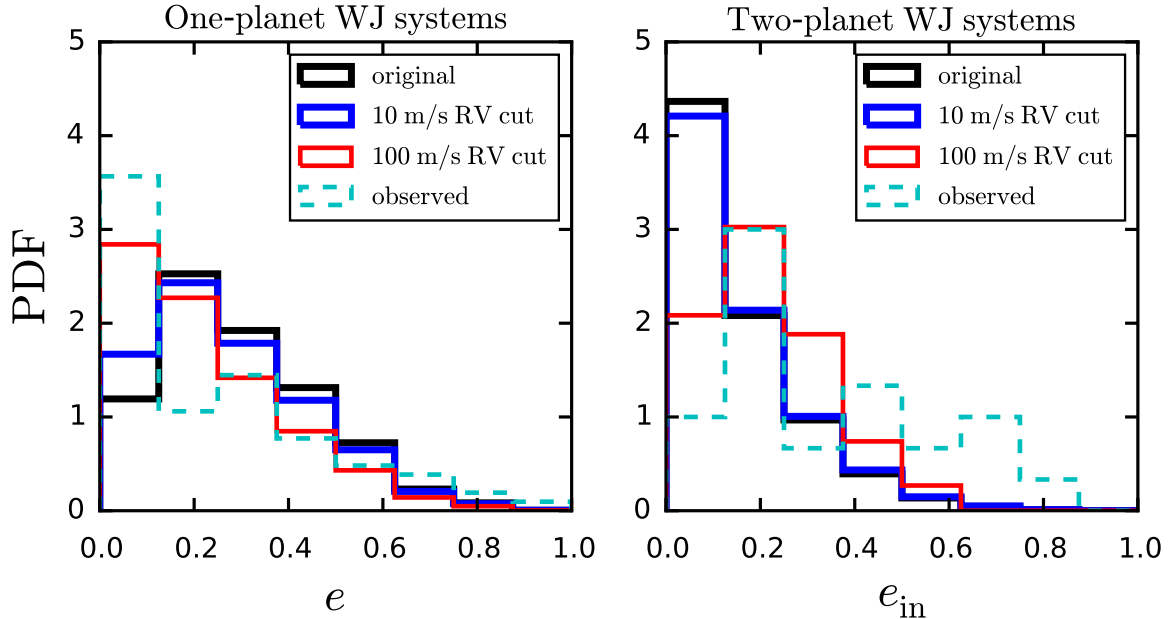 One-planet WJ systems
Two-planet WJ systems
original
10 m/s RV cut
100 m/s RV cut
observed
original
10 m/s RV cut
100 m/s RV cut
observed
PDF
5
4
3
2
1
0
0.0 0.2 0.4 0.6 0.8 1.0
e
5
4
3
2
1
0
0.0 0.2 0.4 0.6 0.8 1.0
e_in